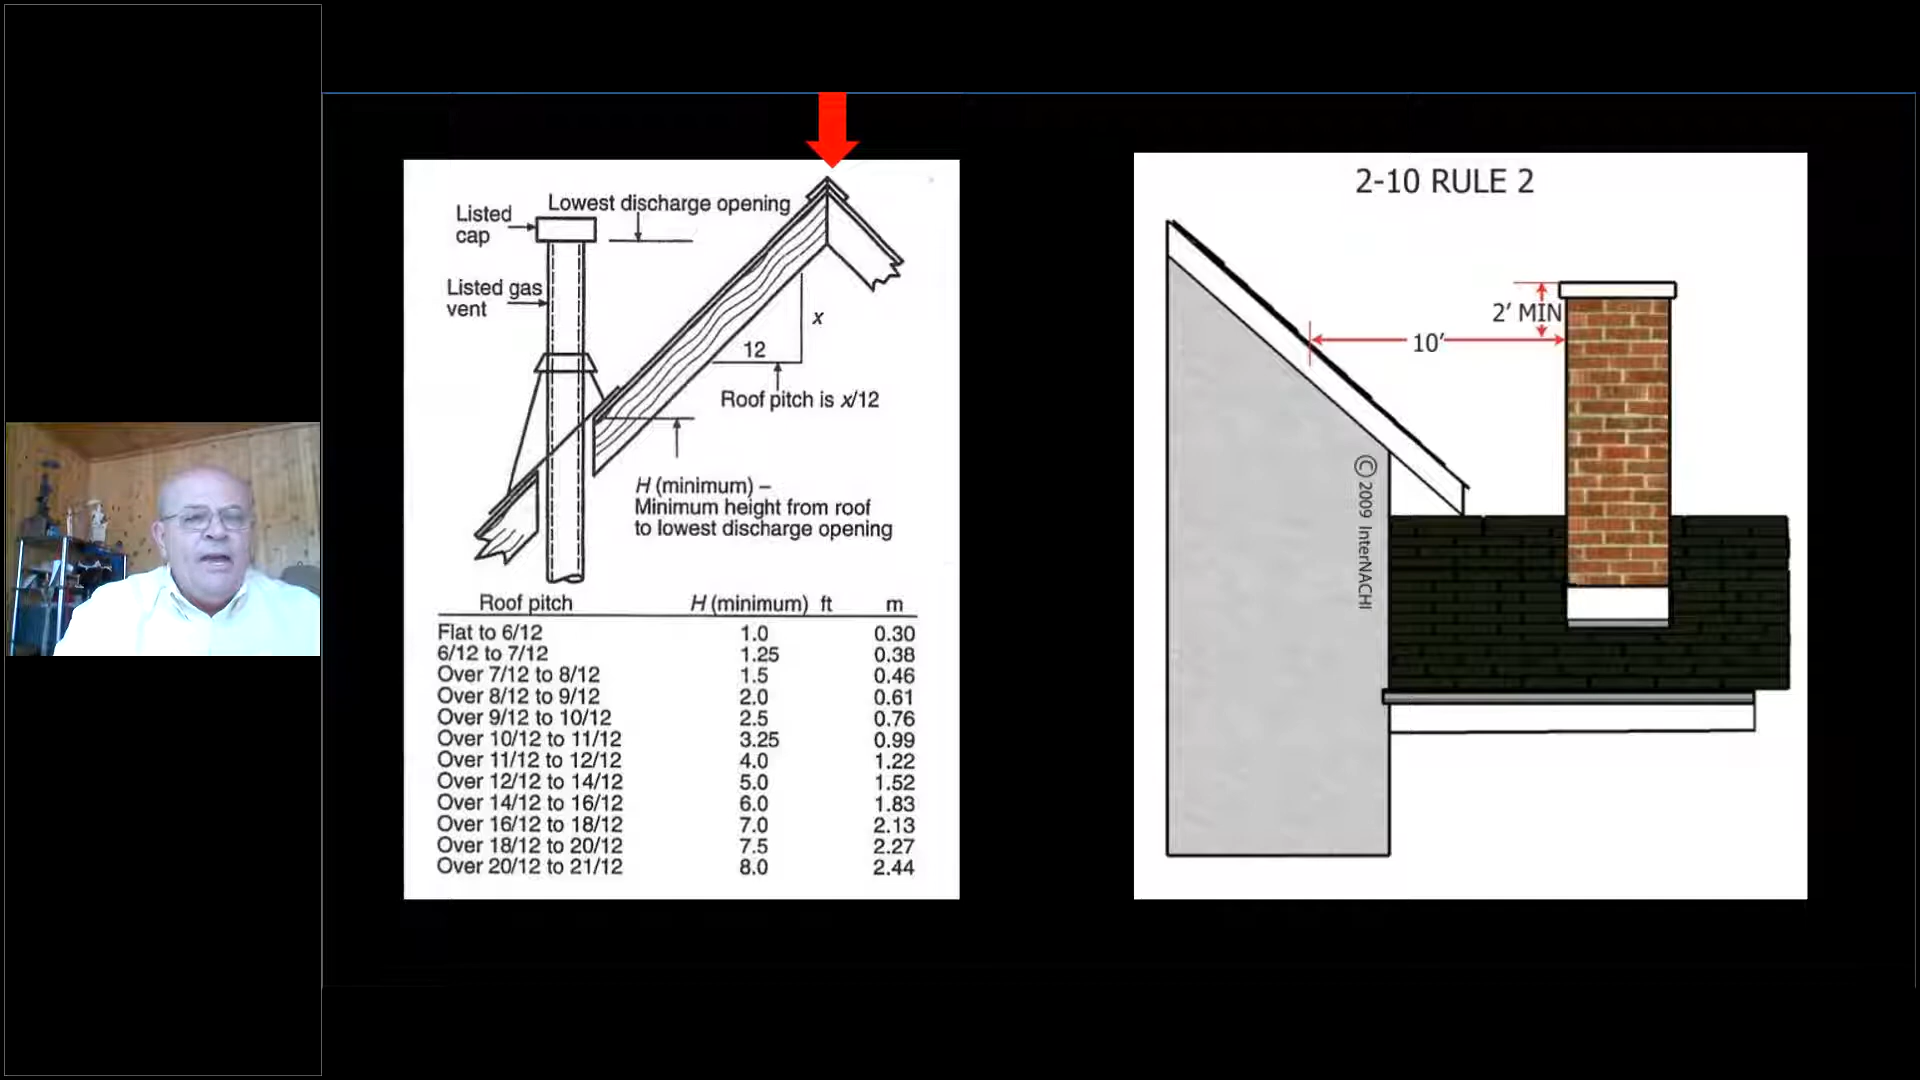 Lowest discharge opening
Listed
cap
Listed gas
vent
x
12
Roof pitch is x/12
H (minimum) –
Minimum height from roof
to lowest discharge opening
Roof pitch H (minimum) ft m
Flat to 6/12 1.0 0.30
6/12 to 7/12 1.25 0.38
Over 7/12 to 8/12 1.5 0.46
Over 8/12 to 9/12 2.0 0.61
Over 9/12 to 10/12 2.5 0.76
Over 10/12 to 11/12 3.25 0.99
Over 11/12 to 12/12 4.0 1.22
Over 12/12 to 14/12 5.0 1.52
Over 14/12 to 16/12 6.0 1.83
Over 16/12 to 18/12 7.0 2.13
Over 18/12 to 20/12 7.5 2.27
Over 20/12 to 21/12 8.0 2.44
2-10 RULE 2
2' MIN
10'
© 2009 InterNACHI